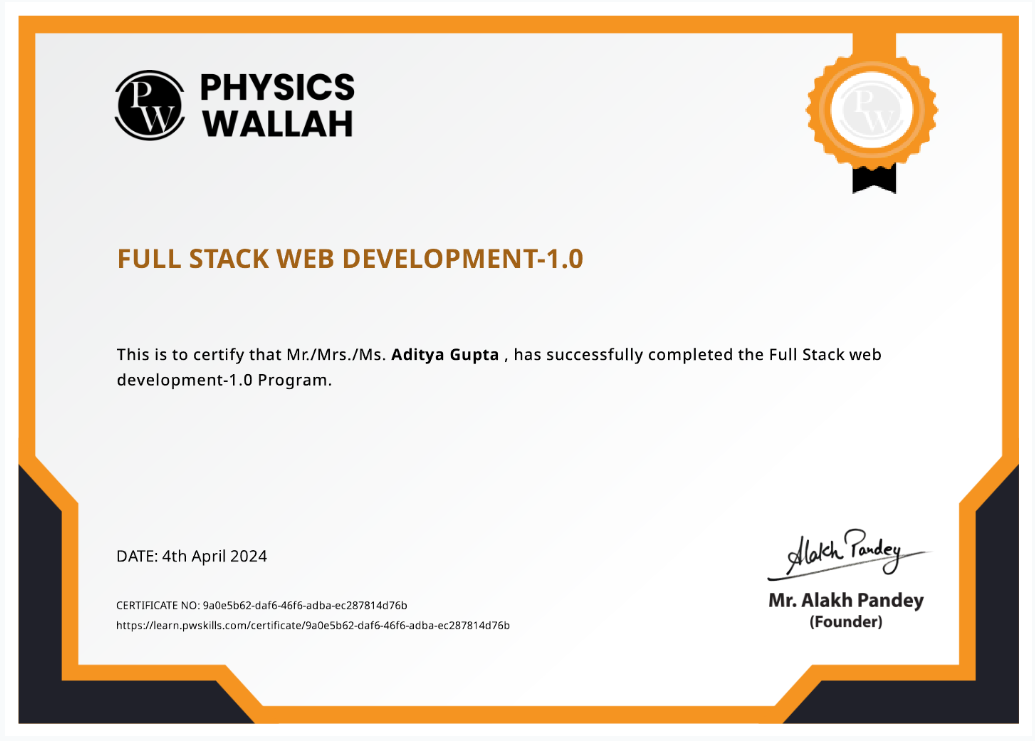 PW
PHYSICS
WALLAH
PW
FULL STACK WEB DEVELOPMENT-1.0
This is to certify that Mr./Mrs./Ms. Aditya Gupta , has successfully completed the Full Stack web
development-1.0 Program.
DATE: 4th April 2024
CERTIFICATE NO: 9a0e5b62-daf6-46f6-adba-ec287814d76b
https://learn.pwskills.com/certificate/9a0e5b62-daf6-46f6-adba-ec287814d76b
Alakh Pandey
Mr. Alakh Pandey
(Founder)